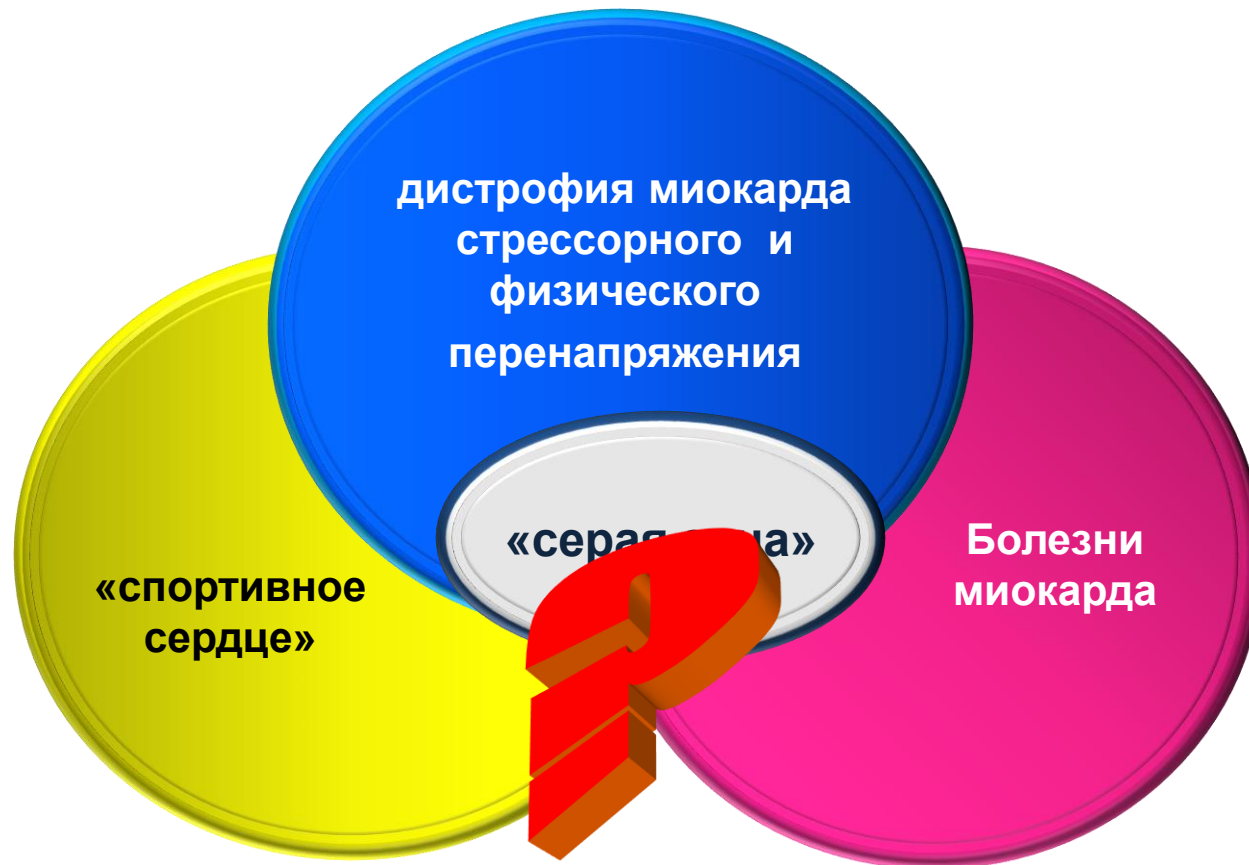 дистрофия миокарда
стрессорного и
физического
перенапряжения
«серая
«спортивное
сердце»
Болезни
миокарда